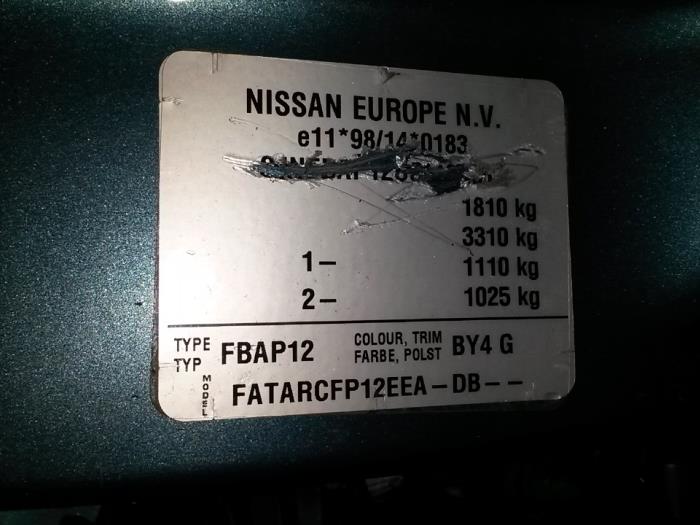 NISSAN EUROPE N.V.
e11*98/14*0183
1810 kg
3310 kg
1– 1110 kg
2– 1025 kg
TYPE TYP FBAP12 COLOUR, TRIM FARBE, POLST BY4 G
MODEL FATARCFP12EEA–DB– –